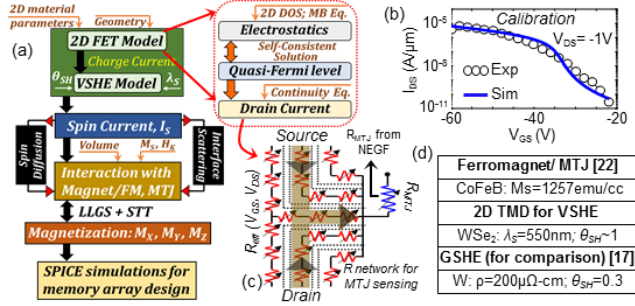 2D material
parameters
Geometry
(a)
2D FET Model
Charge Current
θSH
VSHE Model
λS
Spin Current, IS
Spin
Diffusion
Volume
MS, HK
Interface
Scattering
Interaction with
Magnet/FM, MTJ
LLGS + STT
Magnetization: MX, MY, MZ
SPICE simulations for
memory array design
2D DOS; MB Eq.
Electrostatics
Self-Consistent
Solution
Quasi-Fermi level
Continuity Eq.
Drain Current
Source
RMTJ from
NEGF
RMTJ
Reff (VGS, VDS)
(c)
Drain
R network for
MTJ sensing
(b)
10-5
Calibration
VDS= -1V
IDS (A/µm)
Exp
Sim
10-11
-60
-40
-20
VGS (V)
(d)
Ferromagnet/ MTJ [22]
CoFeB: Ms=1257emu/cc
2D TMD for VSHE
WSe2: λS=550nm; θSH~1
GSHE (for comparison) [17]
W: ρ=200µΩ-cm; θSH=0.3